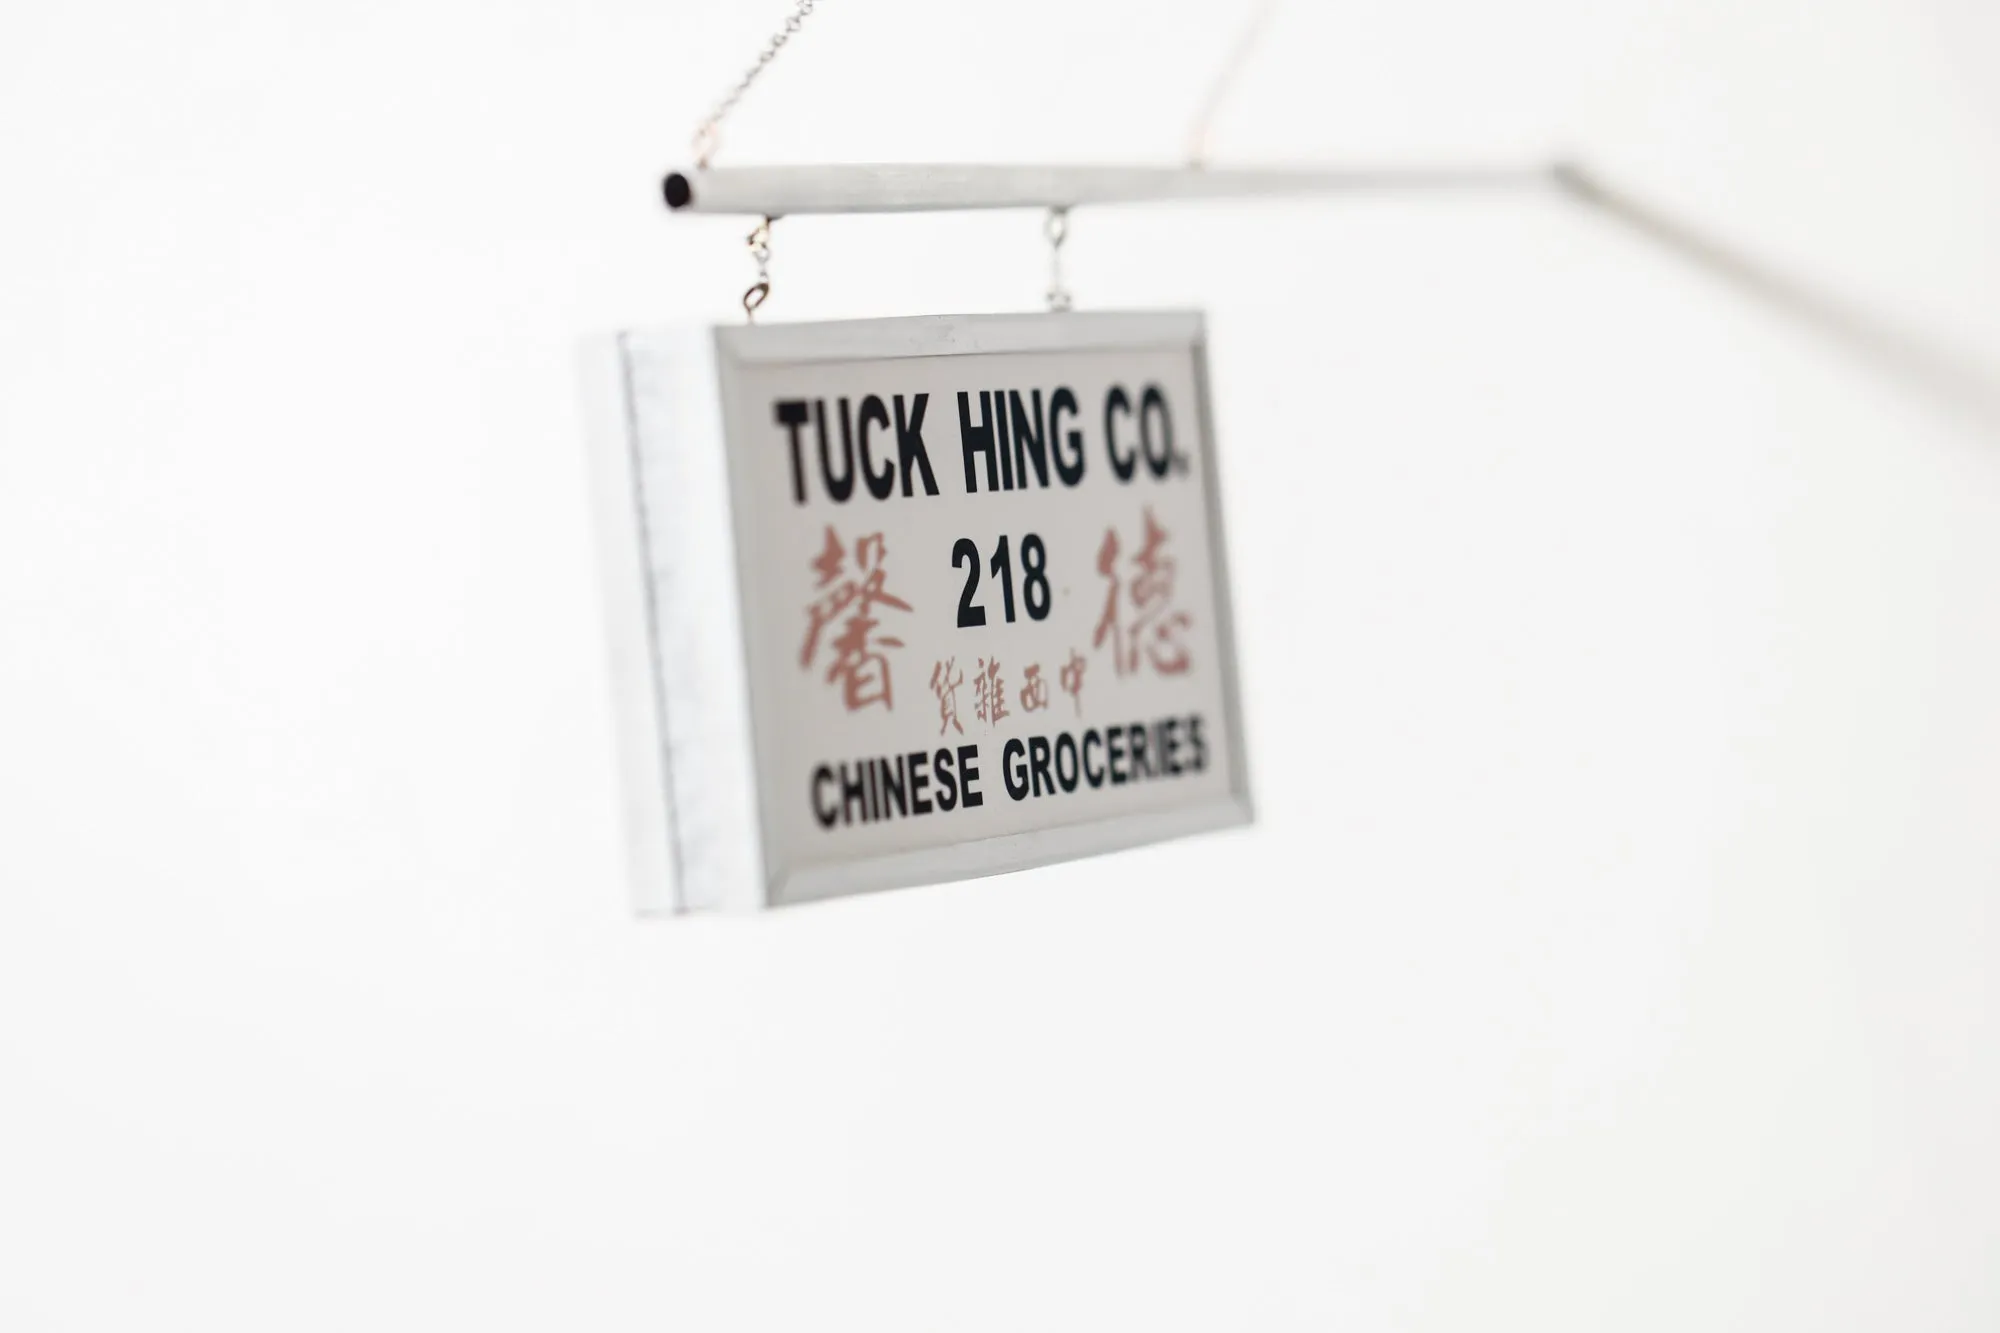 TUCK HING CO.
馨 218 德
貨雜西中
CHINESE GROCERIES